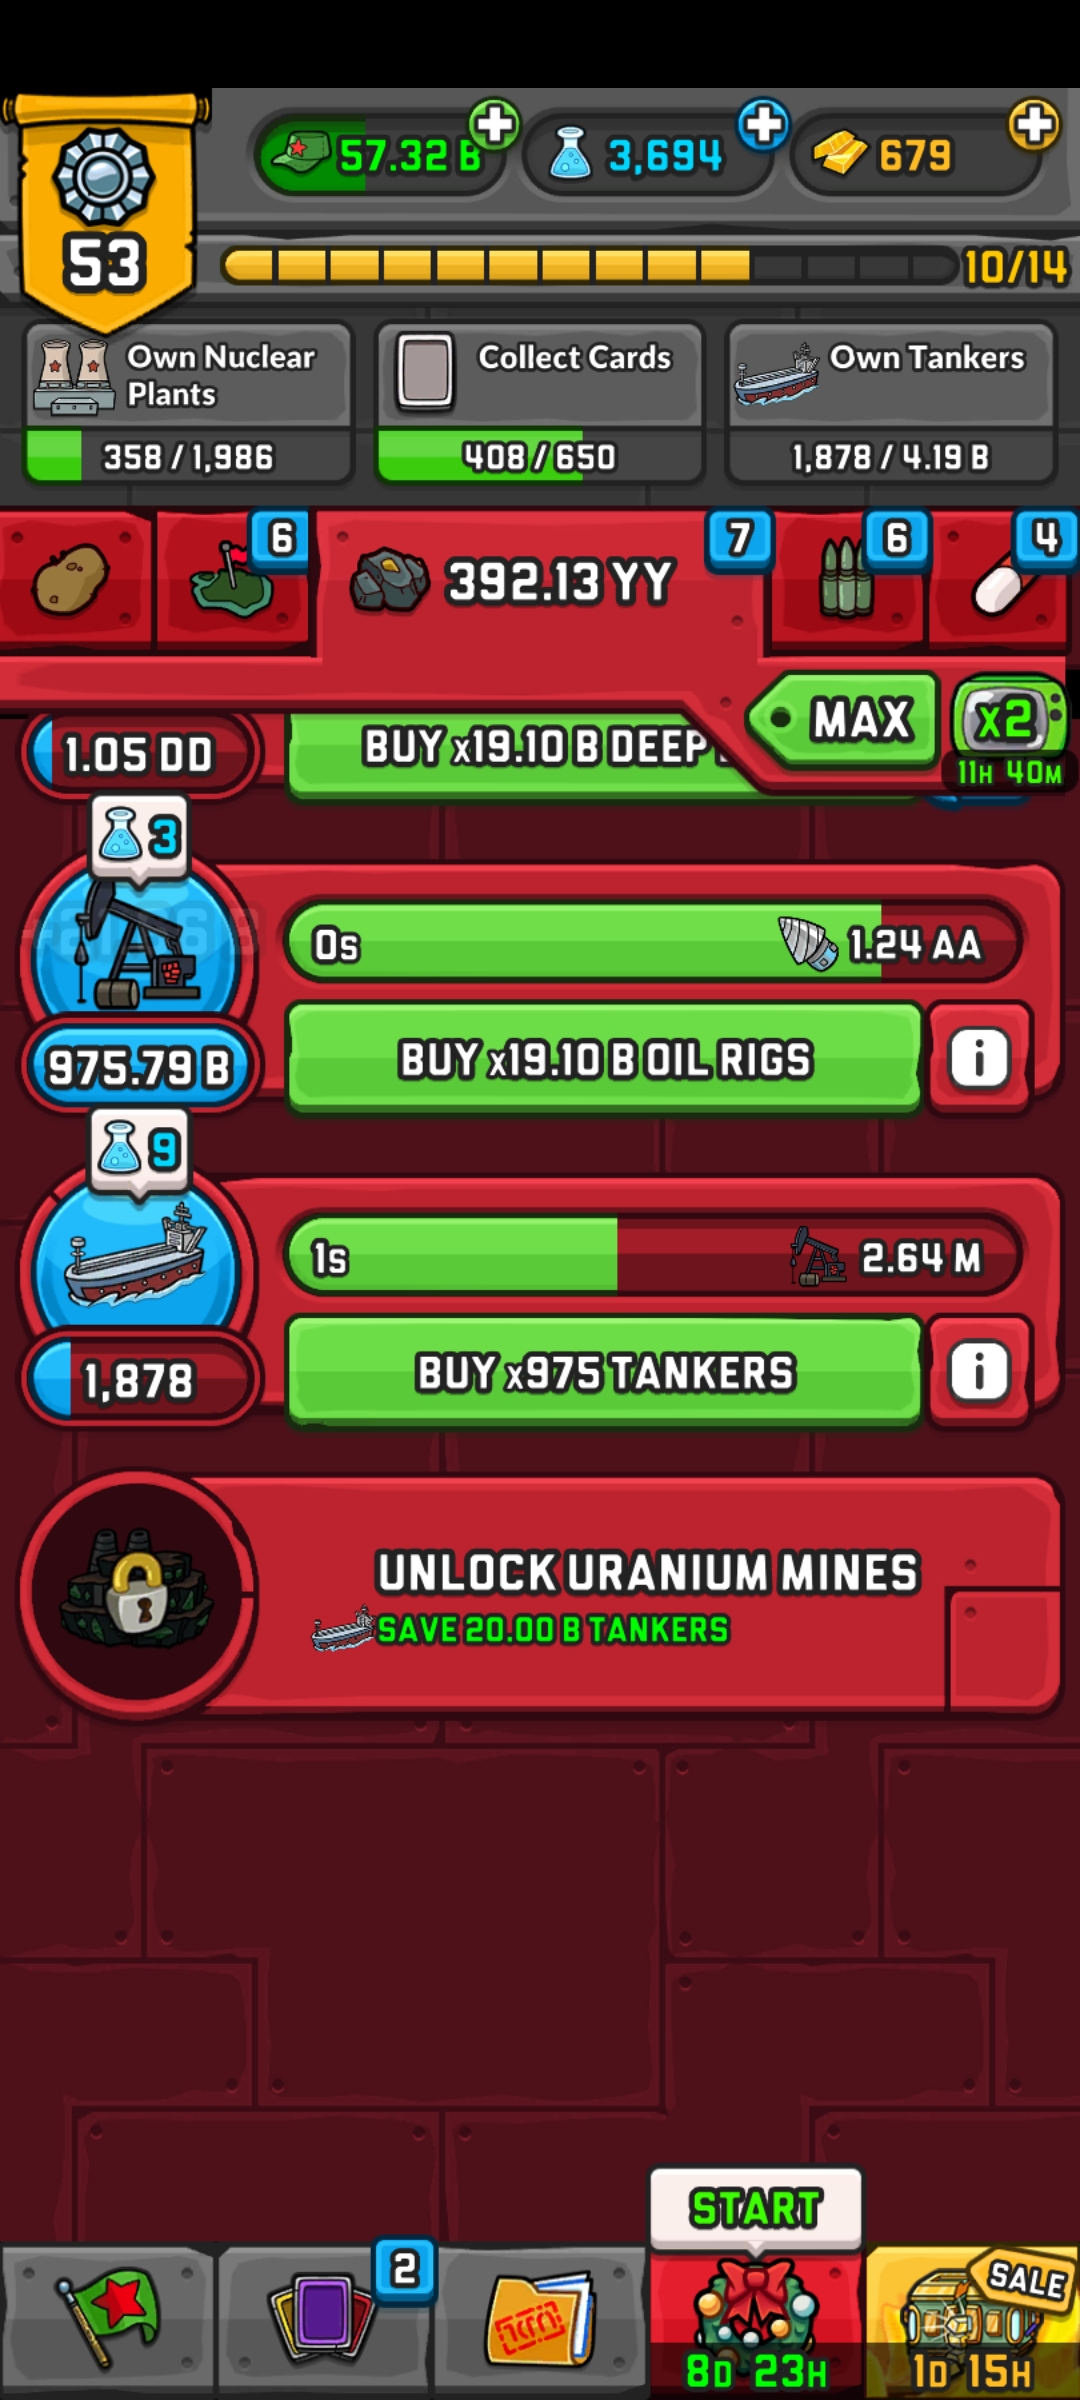 57.32 B
3,694
679
53
10/14
Own Nuclear
Plants
358 / 1,986
Collect Cards
408 / 650
Own Tankers
1,878 / 4.19 B
6
392.13 YY
7
6
4
MAX
x2
11H 40M
1.05 DD
BUY x19.10 B DEEP
3
0s
1.24 AA
975.79 B
BUY x19.10 B OIL RIGS
i
9
1s
2.64 M
1,878
BUY x975 TANKERS
i
UNLOCK URANIUM MINES
SAVE 20.00 B TANKERS
START
2
SALE
8D 23H
1D 15H